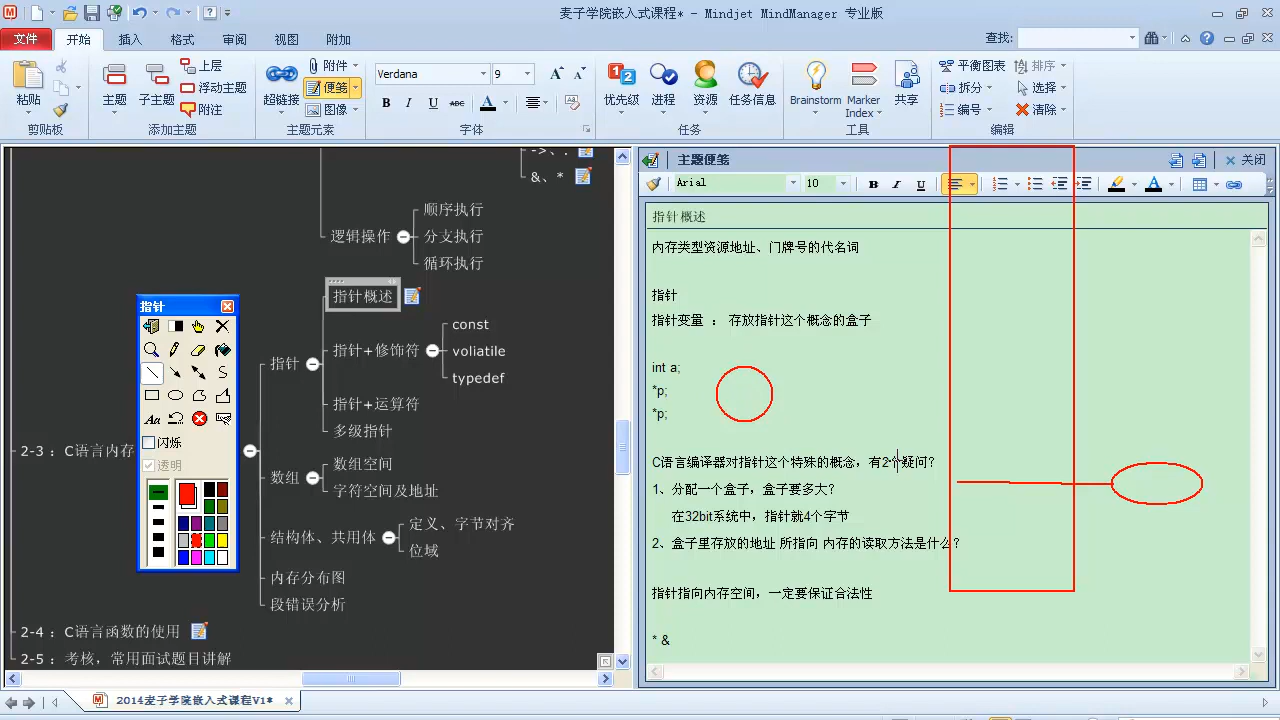 麦子学院嵌入式课程* - Mindjet MindManager 专业版
文件 开始 插入 格式 审阅 视图 附加 查找:
粘贴
剪贴板
主题 子主题 上层 浮动主题 附注
添加主题
超链接 附件 便笺 图像
主题元素
Verdana 9
B I U ABC A
字体
优先级 进程 资源 任务信息
任务
Brainstorm Marker Index 共享
工具
平衡图表 排序 拆分 选择 编号 清除
编辑
->、.
&、*
逻辑操作
顺序执行
分支执行
循环执行
指针
指针概述
指针+修饰符
const
voliatile
typedef
指针+运算符
多级指针
数组
数组空间
字符空间及地址
结构体、共用体
定义、字节对齐
位域
内存分布图
段错误分析
2-3 : C语言内存
2-4 : C语言函数的使用
2-5 : 考核，常用面试题目讲解
指针
Aa
闪烁
透明
主题便笺 关闭
Arial 10 B I U A
指针概述
内存类型资源地址、门牌号的代名词
指针
指针变量 ： 存放指针这个概念的盒子
int a;
*p;
*p;
C语言编译器对指针这个特殊的概念，有2个疑问？
1、分配一个盒子，盒子要多大？
在32bit系统中，指针就4个字节
2、盒子里存放的地址 所指向 内存的读取方法是什么？
指针指向内存空间，一定要保证合法性
* &
2014麦子学院嵌入式课程V1*